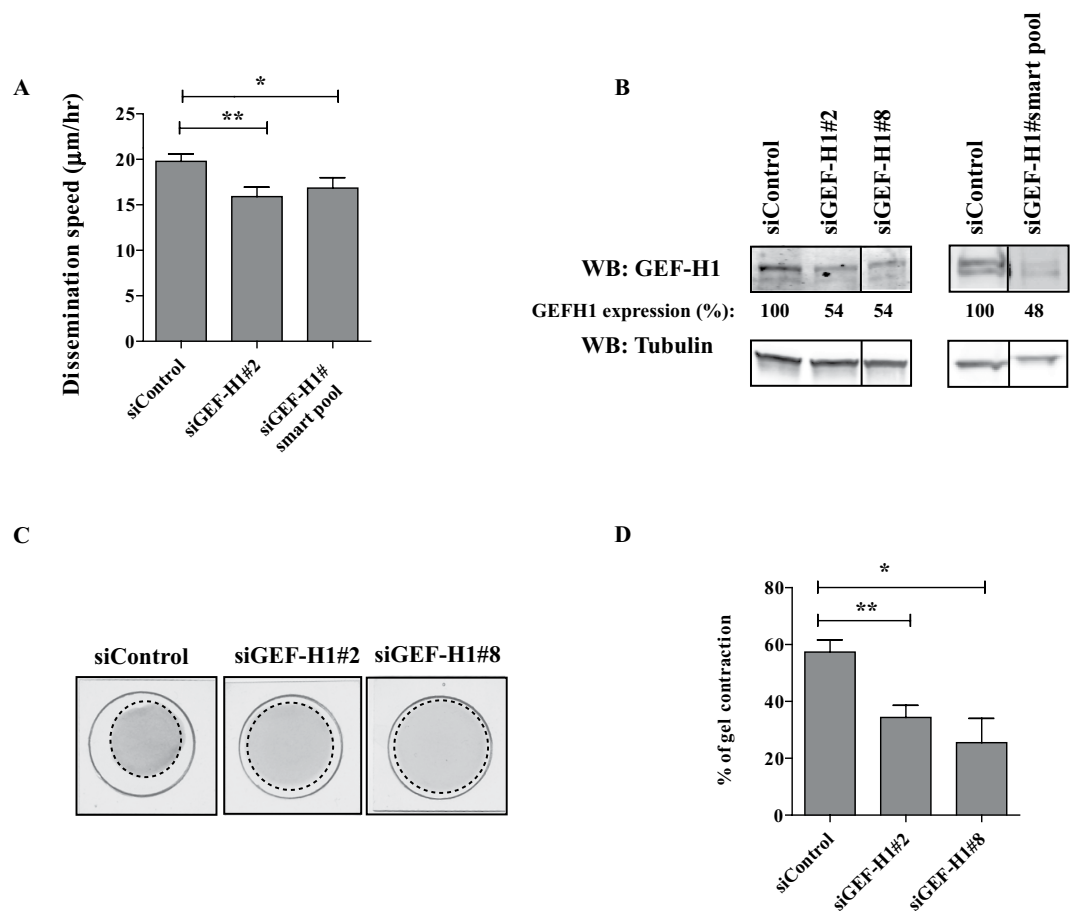 A
Dissemination speed (μm/hr)
25
20
15
10
5
0
*
**
siControl
siGEF-H1#2
siGEF-H1#
smart pool
B
siControl
siGEF-H1#2
siGEF-H1#8
siControl
siGEF-H1#smart pool
WB: GEF-H1
GEFH1 expression (%): 100 54 54 100 48
WB: Tubulin
C
siControl siGEF-H1#2 siGEF-H1#8
D
% of gel contraction
80
60
40
20
0
*
**
siControl
siGEF-H1#2
siGEF-H1#8